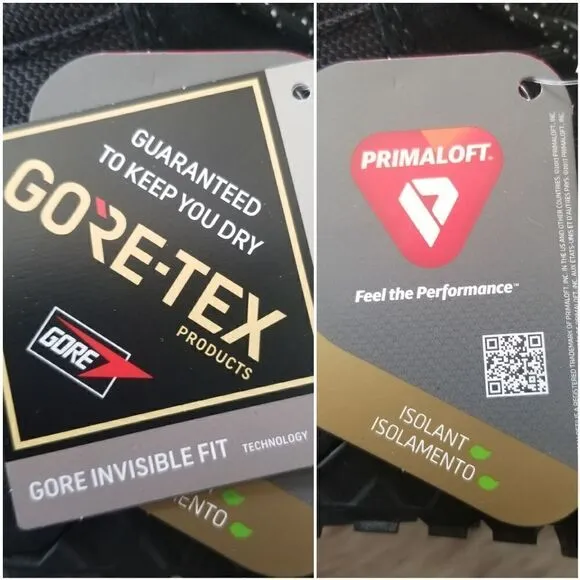 GUARANTEED
TO KEEP YOU DRY
GORE-TEX
PRODUCTS
GORE
GORE INVISIBLE FIT TECHNOLOGY
ENTO
PRIMALOFT®
Feel the Performance™
ISOLANT
ISOLAMENTO